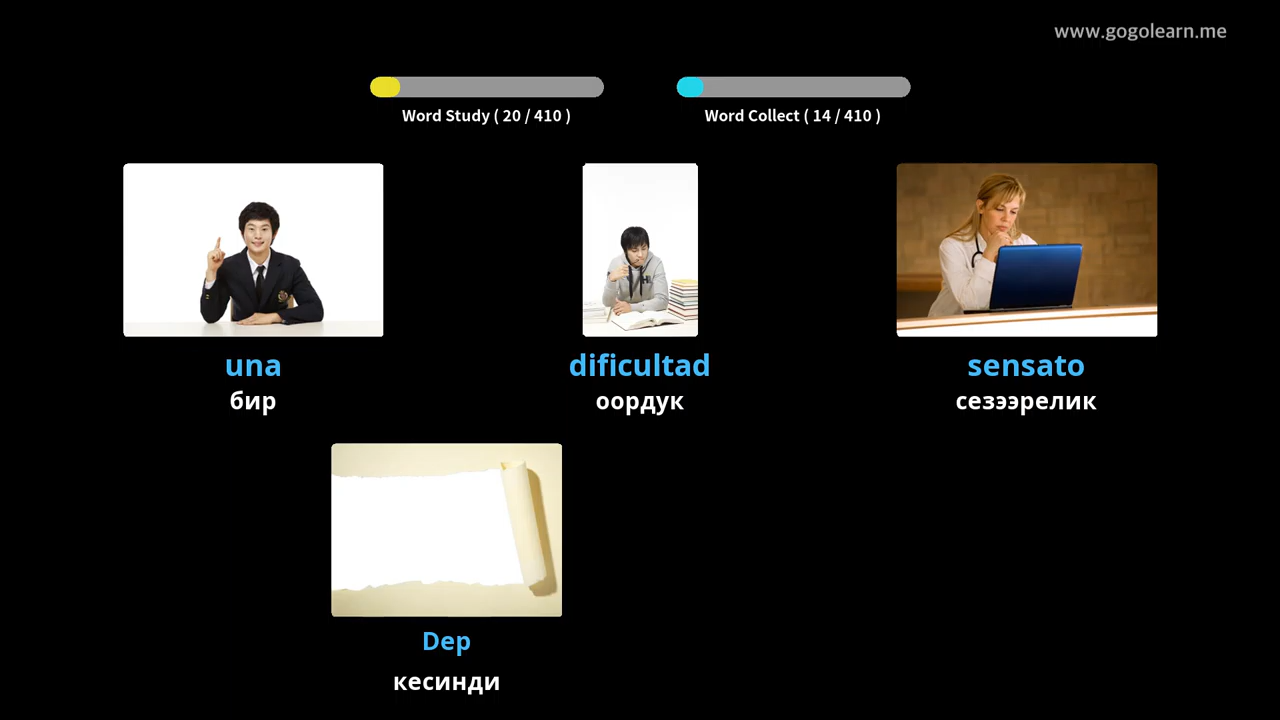 www.gogolearn.me
Word Study ( 20 / 410 )
Word Collect ( 14 / 410 )
una
бир
dificultad
оордук
sensato
сезээрелик
Dep
кесинди